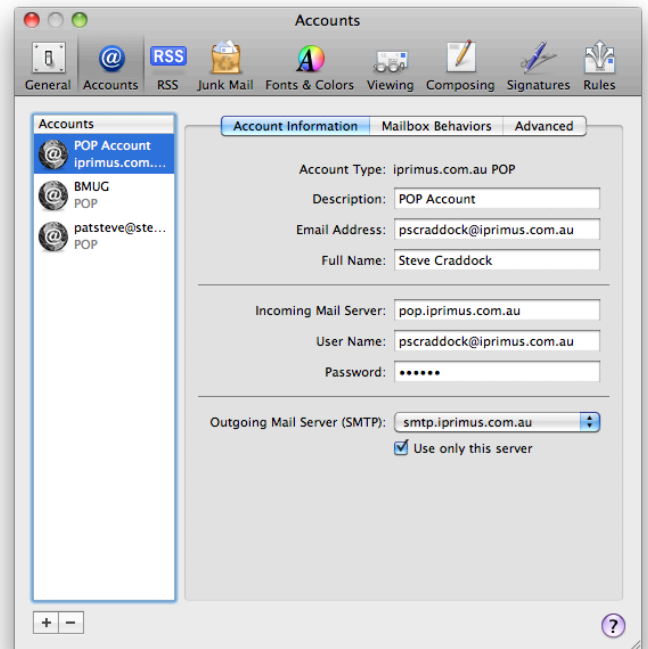 Accounts
RSS
General Accounts RSS Junk Mail Fonts & Colors Viewing Composing Signatures Rules
Accounts
POP Account
iprimus.com....
BMUG
POP
patsteve@ste...
POP
Account Information Mailbox Behaviors Advanced
Account Type: iprimus.com.au POP
Description: POP Account
Email Address: pscraddock@iprimus.com.au
Full Name: Steve Craddock
Incoming Mail Server: pop.iprimus.com.au
User Name: pscraddock@iprimus.com.au
Password: ••••••
Outgoing Mail Server (SMTP): smtp.iprimus.com.au
Use only this server
+ − ?